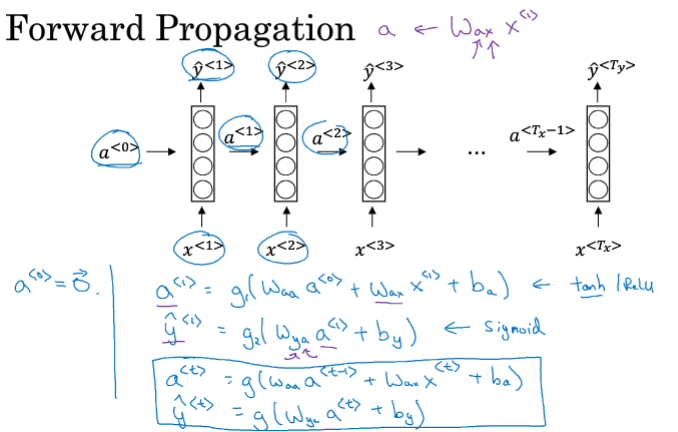 Forward Propagation a ← Wax x<1>
ŷ<1> ŷ<2> ŷ<3> ŷ<Ty>
a<0> a<1> a<2> ... a<Tx−1>
x<1> x<2> x<3> x<Tx>
a<0> = 0⃗.
a<1> = g₁(Waa a<0> + Wax x<1> + ba) ← tanh / Relu
ŷ<1> = g₂(Wya a<1> + by) ← sigmoid
a<t> = g(Waa a<t-1> + Wax x<t> + ba)
ŷ<t> = g(Wya a<t> + by)